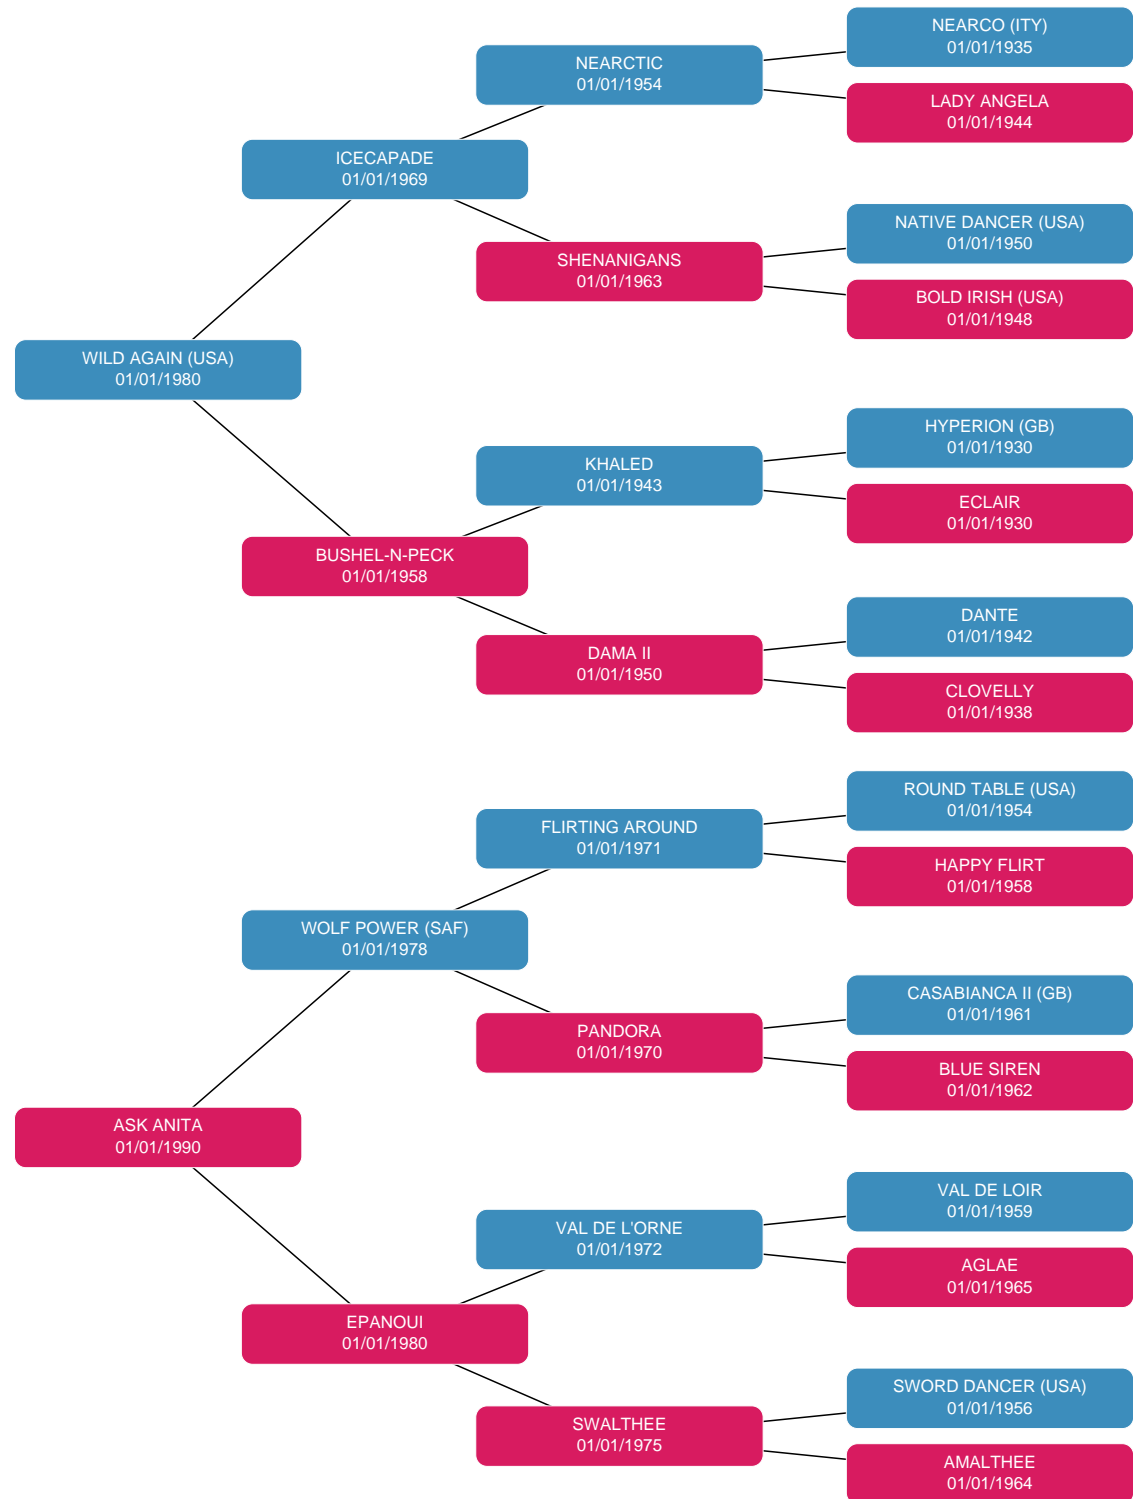 NEARCO (ITY)
01/01/1935
NEARCTIC
01/01/1954
LADY ANGELA
01/01/1944
ICECAPADE
01/01/1969
NATIVE DANCER (USA)
01/01/1950
SHENANIGANS
01/01/1963
BOLD IRISH (USA)
01/01/1948
WILD AGAIN (USA)
01/01/1980
HYPERION (GB)
01/01/1930
KHALED
01/01/1943
ECLAIR
01/01/1930
BUSHEL-N-PECK
01/01/1958
DANTE
01/01/1942
DAMA II
01/01/1950
CLOVELLY
01/01/1938
ROUND TABLE (USA)
01/01/1954
FLIRTING AROUND
01/01/1971
HAPPY FLIRT
01/01/1958
WOLF POWER (SAF)
01/01/1978
CASABIANCA II (GB)
01/01/1961
PANDORA
01/01/1970
BLUE SIREN
01/01/1962
ASK ANITA
01/01/1990
VAL DE LOIR
01/01/1959
VAL DE L'ORNE
01/01/1972
AGLAE
01/01/1965
EPANOUI
01/01/1980
SWORD DANCER (USA)
01/01/1956
SWALTHEE
01/01/1975
AMALTHEE
01/01/1964